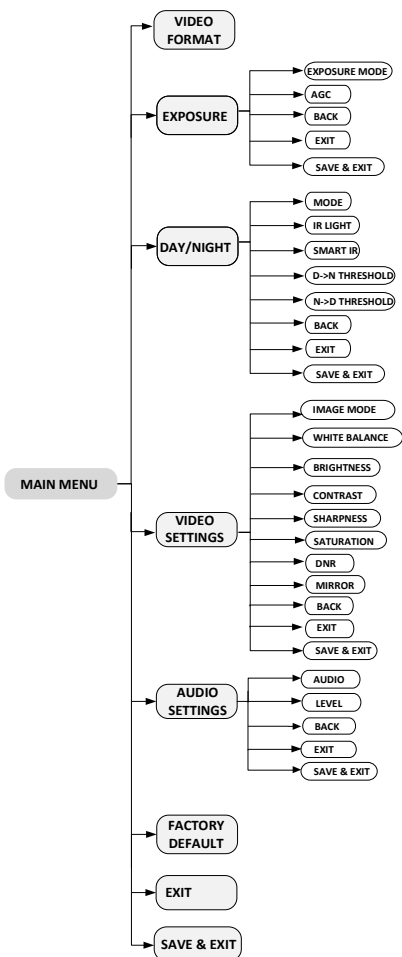 VIDEO
FORMAT
EXPOSURE
EXPOSURE MODE
AGC
BACK
EXIT
SAVE & EXIT
DAY/NIGHT
MODE
IR LIGHT
SMART IR
D->N THRESHOLD
N->D THRESHOLD
BACK
EXIT
SAVE & EXIT
MAIN MENU
VIDEO
SETTINGS
IMAGE MODE
WHITE BALANCE
BRIGHTNESS
CONTRAST
SHARPNESS
SATURATION
DNR
MIRROR
BACK
EXIT
SAVE & EXIT
AUDIO
SETTINGS
AUDIO
LEVEL
BACK
EXIT
SAVE & EXIT
FACTORY
DEFAULT
EXIT
SAVE & EXIT